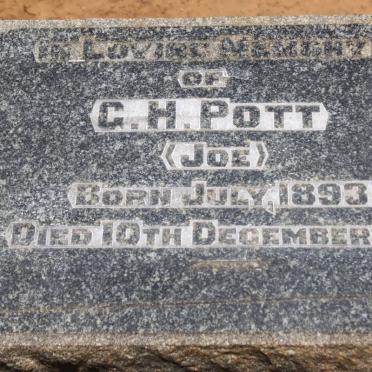 IN LOVING MEMORY
OF
C. H. POTT
(JOE)
BORN JULY, 1893
DIED 10TH DECEMBER